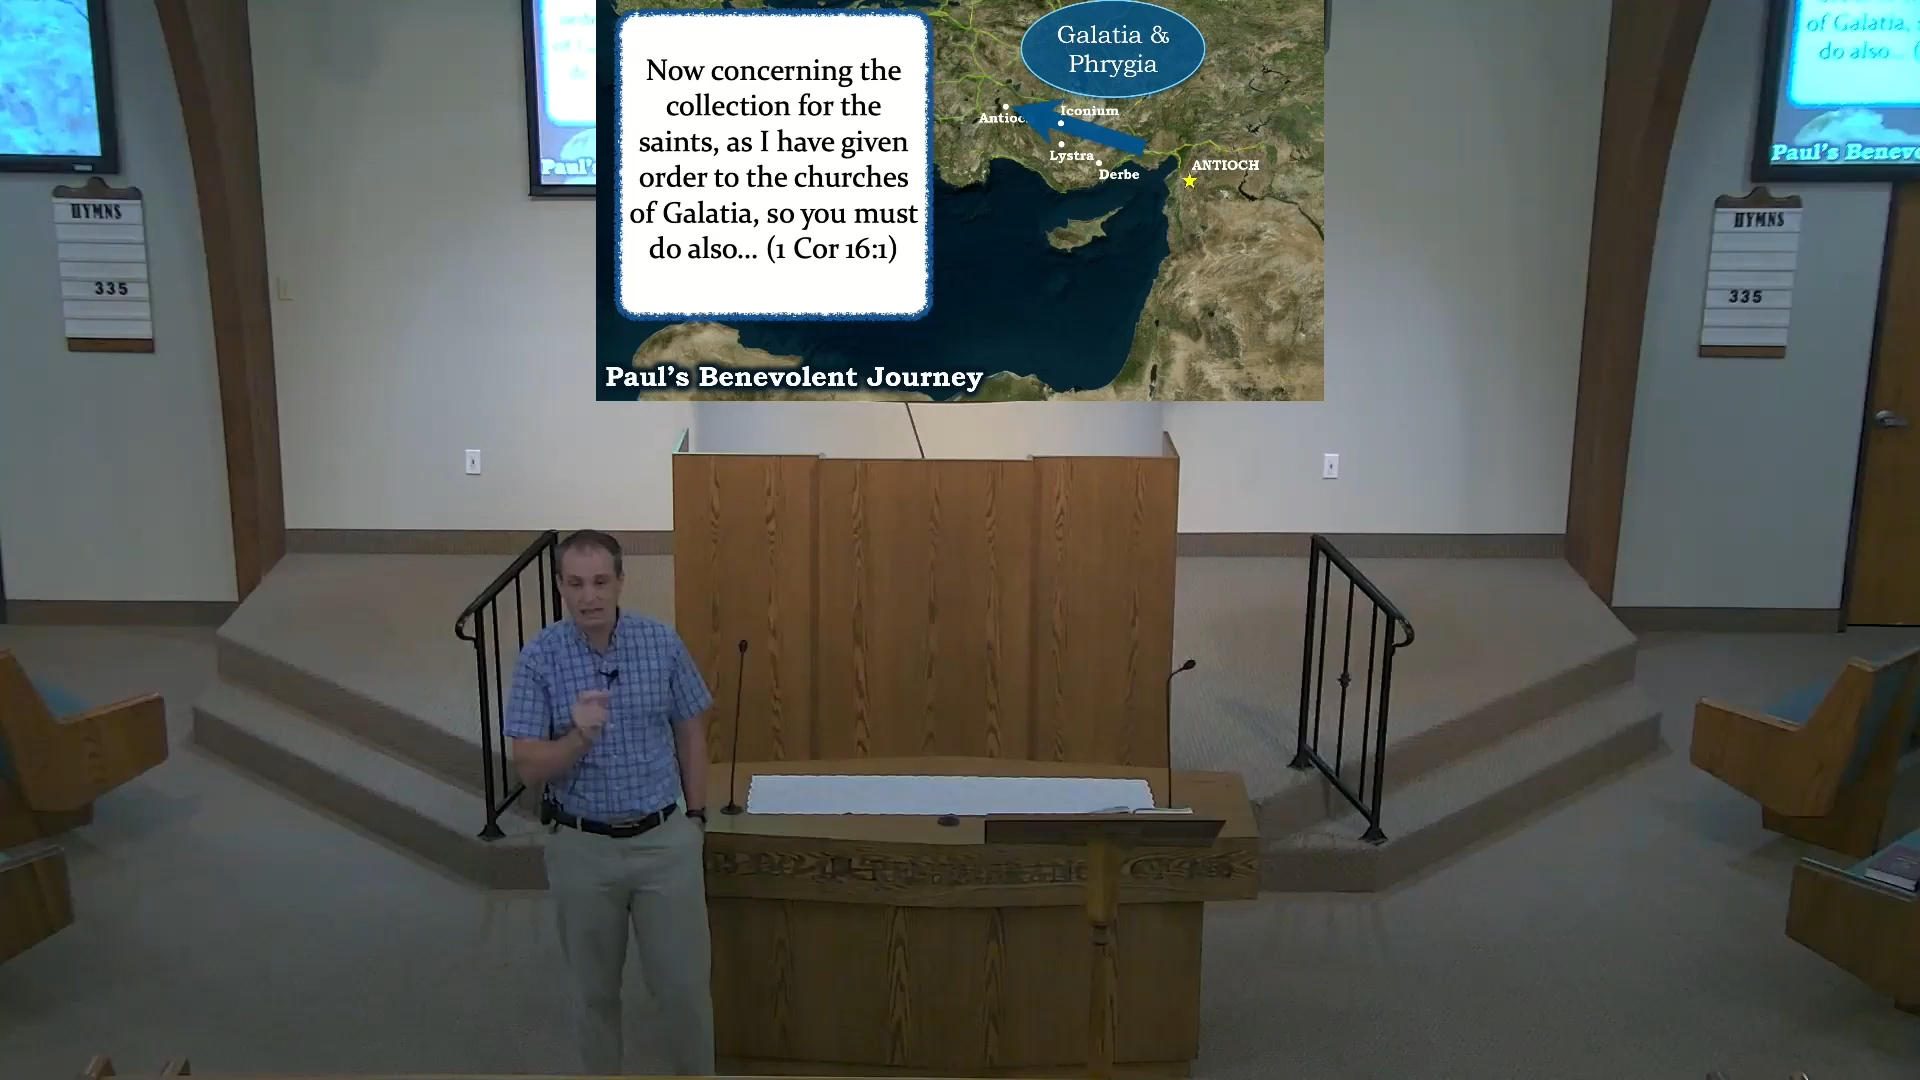 Now concerning the
collection for the
saints, as I have given
order to the churches
of Galatia, so you must
do also... (1 Cor 16:1)
Galatia &
Phrygia
Iconium
Lystra
Derbe
ANTIOCH
Paul's Benevolent Journey
HYMNS
335
HYMNS
335
of Galatia,
do also...
Paul's